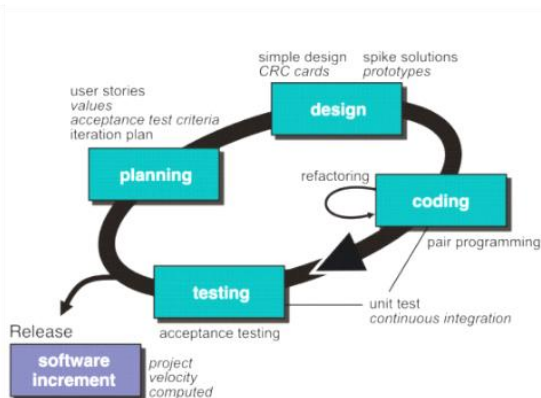 simple design
CRC cards
spike solutions
prototypes
user stories
values
acceptance test criteria
iteration plan
design
planning
refactoring
coding
pair programming
testing
unit test
continuous integration
acceptance testing
Release
software
increment
project
velocity
computed